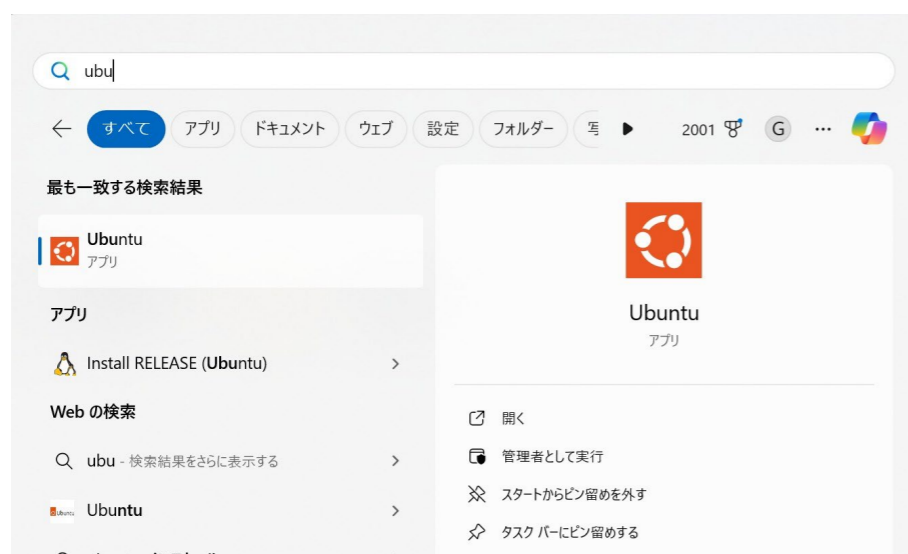 ubu
すべて アプリ ドキュメント ウェブ 設定 フォルダー 写 2001 G ...
最も一致する検索結果
Ubuntu
アプリ
Ubuntu
アプリ
アプリ
Install RELEASE (Ubuntu)
Web の検索
開く
ubu - 検索結果をさらに表示する
管理者として実行
スタートからピン留めを外す
Ubuntu
タスク バーにピン留めする